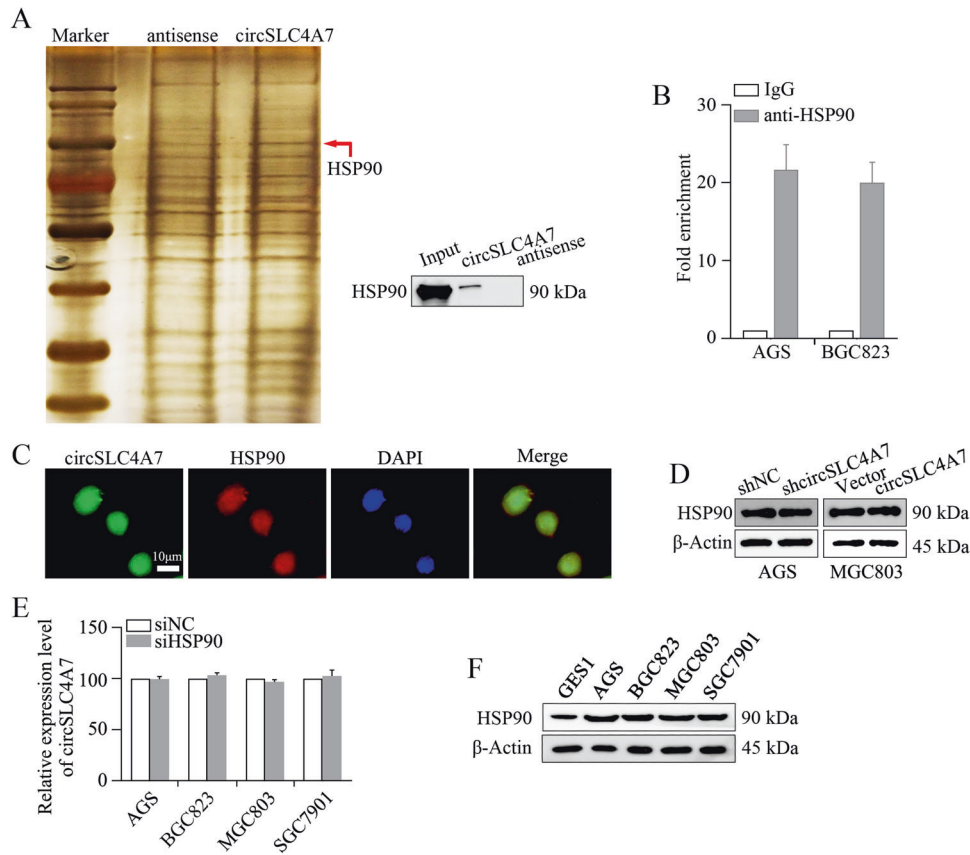 A
Marker antisense circSLC4A7
HSP90
Input circSLC4A7 antisense
HSP90 90 kDa
B
IgG
anti-HSP90
Fold enrichment
30
20
10
0
AGS BGC823
C
circSLC4A7 HSP90 DAPI Merge
10μm
D
shNC shcircSLC4A7 Vector circSLC4A7
HSP90 90 kDa
β-Actin 45 kDa
AGS MGC803
E
siNC
siHSP90
Relative expression level
of circSLC4A7
150
100
50
0
AGS BGC823 MGC803 SGC7901
F
GES1 AGS BGC823 MGC803 SGC7901
HSP90 90 kDa
β-Actin 45 kDa